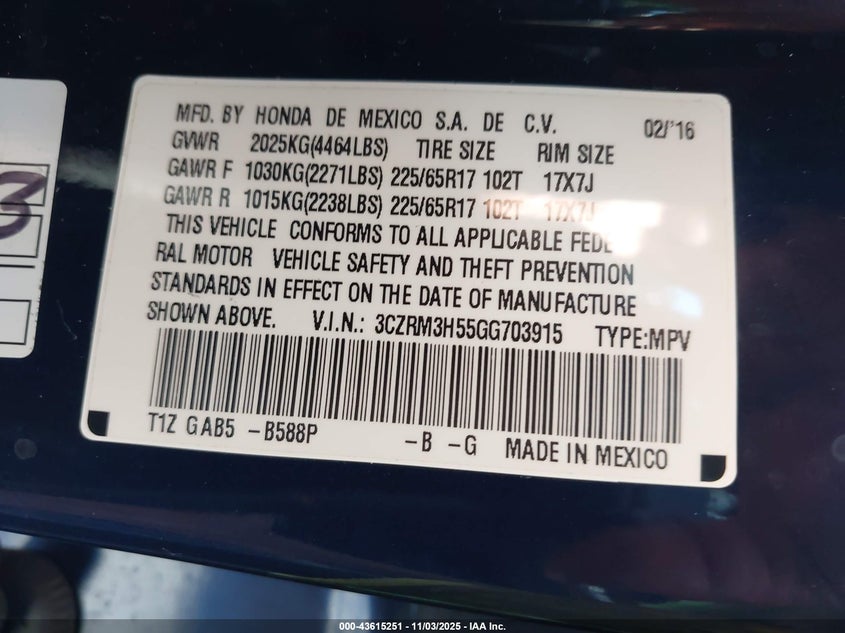 MFD. BY HONDA DE MEXICO S.A. DE C.V. 02/'16
GVWR 2025KG(4464LBS) TIRE SIZE RIM SIZE
GAWR F 1030KG(2271LBS) 225/65R17 102T 17X7J
GAWR R 1015KG(2238LBS) 225/65R17 102T 17X7J
THIS VEHICLE CONFORMS TO ALL APPLICABLE FEDE
RAL MOTOR VEHICLE SAFETY AND THEFT PREVENTION
STANDARDS IN EFFECT ON THE DATE OF MANUFACTURE
SHOWN ABOVE. V.I.N.: 3CZRM3H55GG703915 TYPE:MPV
T1Z GAB5 -B588P -B -G MADE IN MEXICO
000-43615251 - 11/03/2025 - IAA Inc.